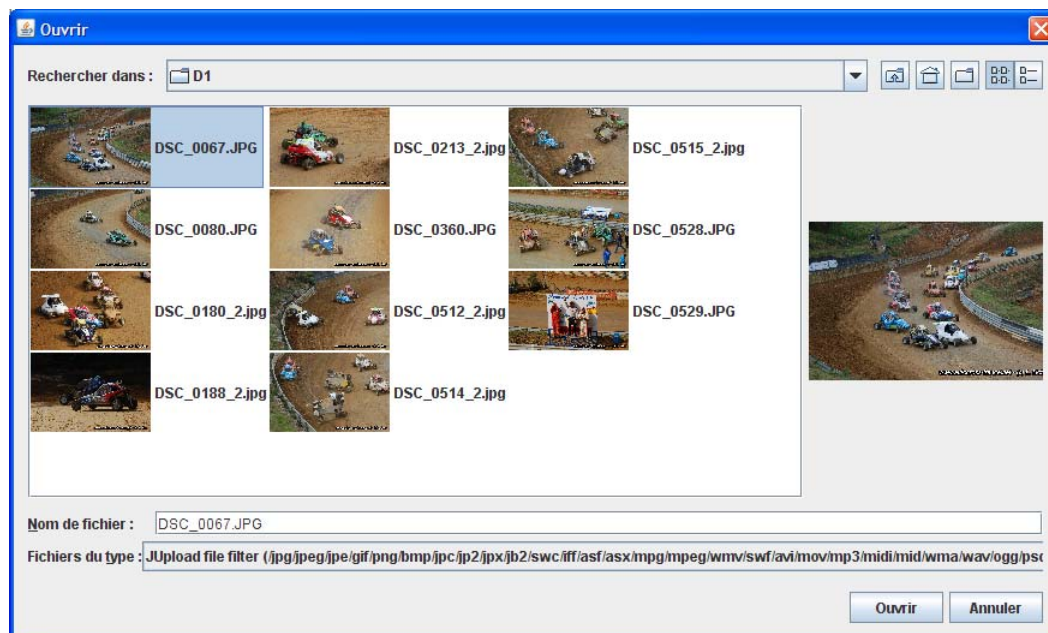 Ouvrir
Rechercher dans :
D1
DSC_0067.JPG
DSC_0213_2.jpg
DSC_0515_2.jpg
DSC_0080.JPG
DSC_0360.JPG
DSC_0528.JPG
DSC_0180_2.jpg
DSC_0512_2.jpg
DSC_0529.JPG
DSC_0188_2.jpg
DSC_0514_2.jpg
Nom de fichier :
DSC_0067.JPG
Fichiers du type :
JUpload file filter (/jpg/jpeg/jpe/gif/png/bmp/jpc/jp2/jpx/jb2/swc/iff/asf/asx/mpg/mpeg/wmv/swf/avi/mov/mp3/midi/mid/wma/wav/ogg/psd
Ouvrir
Annuler